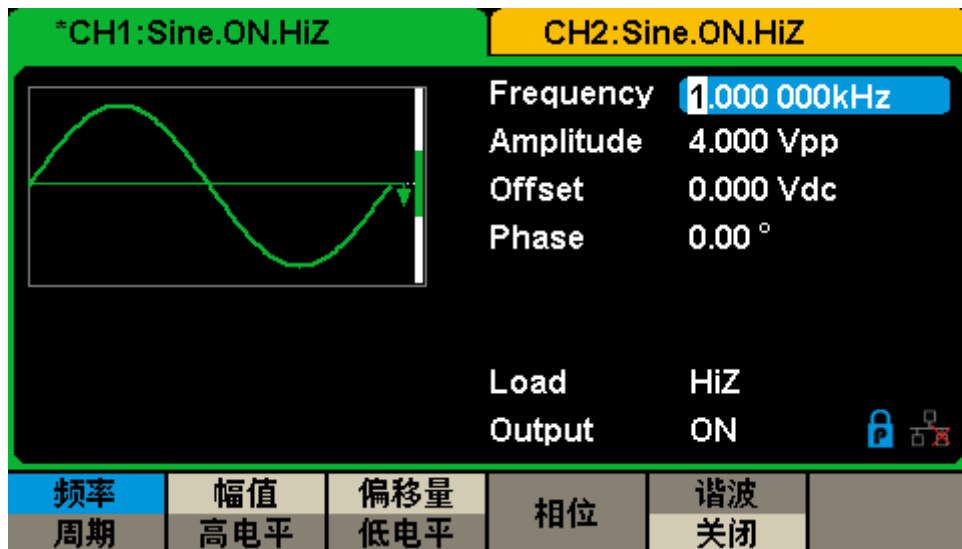 *CH1:Sine.ON.HiZ
CH2:Sine.ON.HiZ
Frequency 1.000 000kHz
Amplitude 4.000 Vpp
Offset 0.000 Vdc
Phase 0.00 °
Load HiZ
Output ON
P
频率 幅值 偏移量 相位 谐波
周期 高电平 低电平 关闭